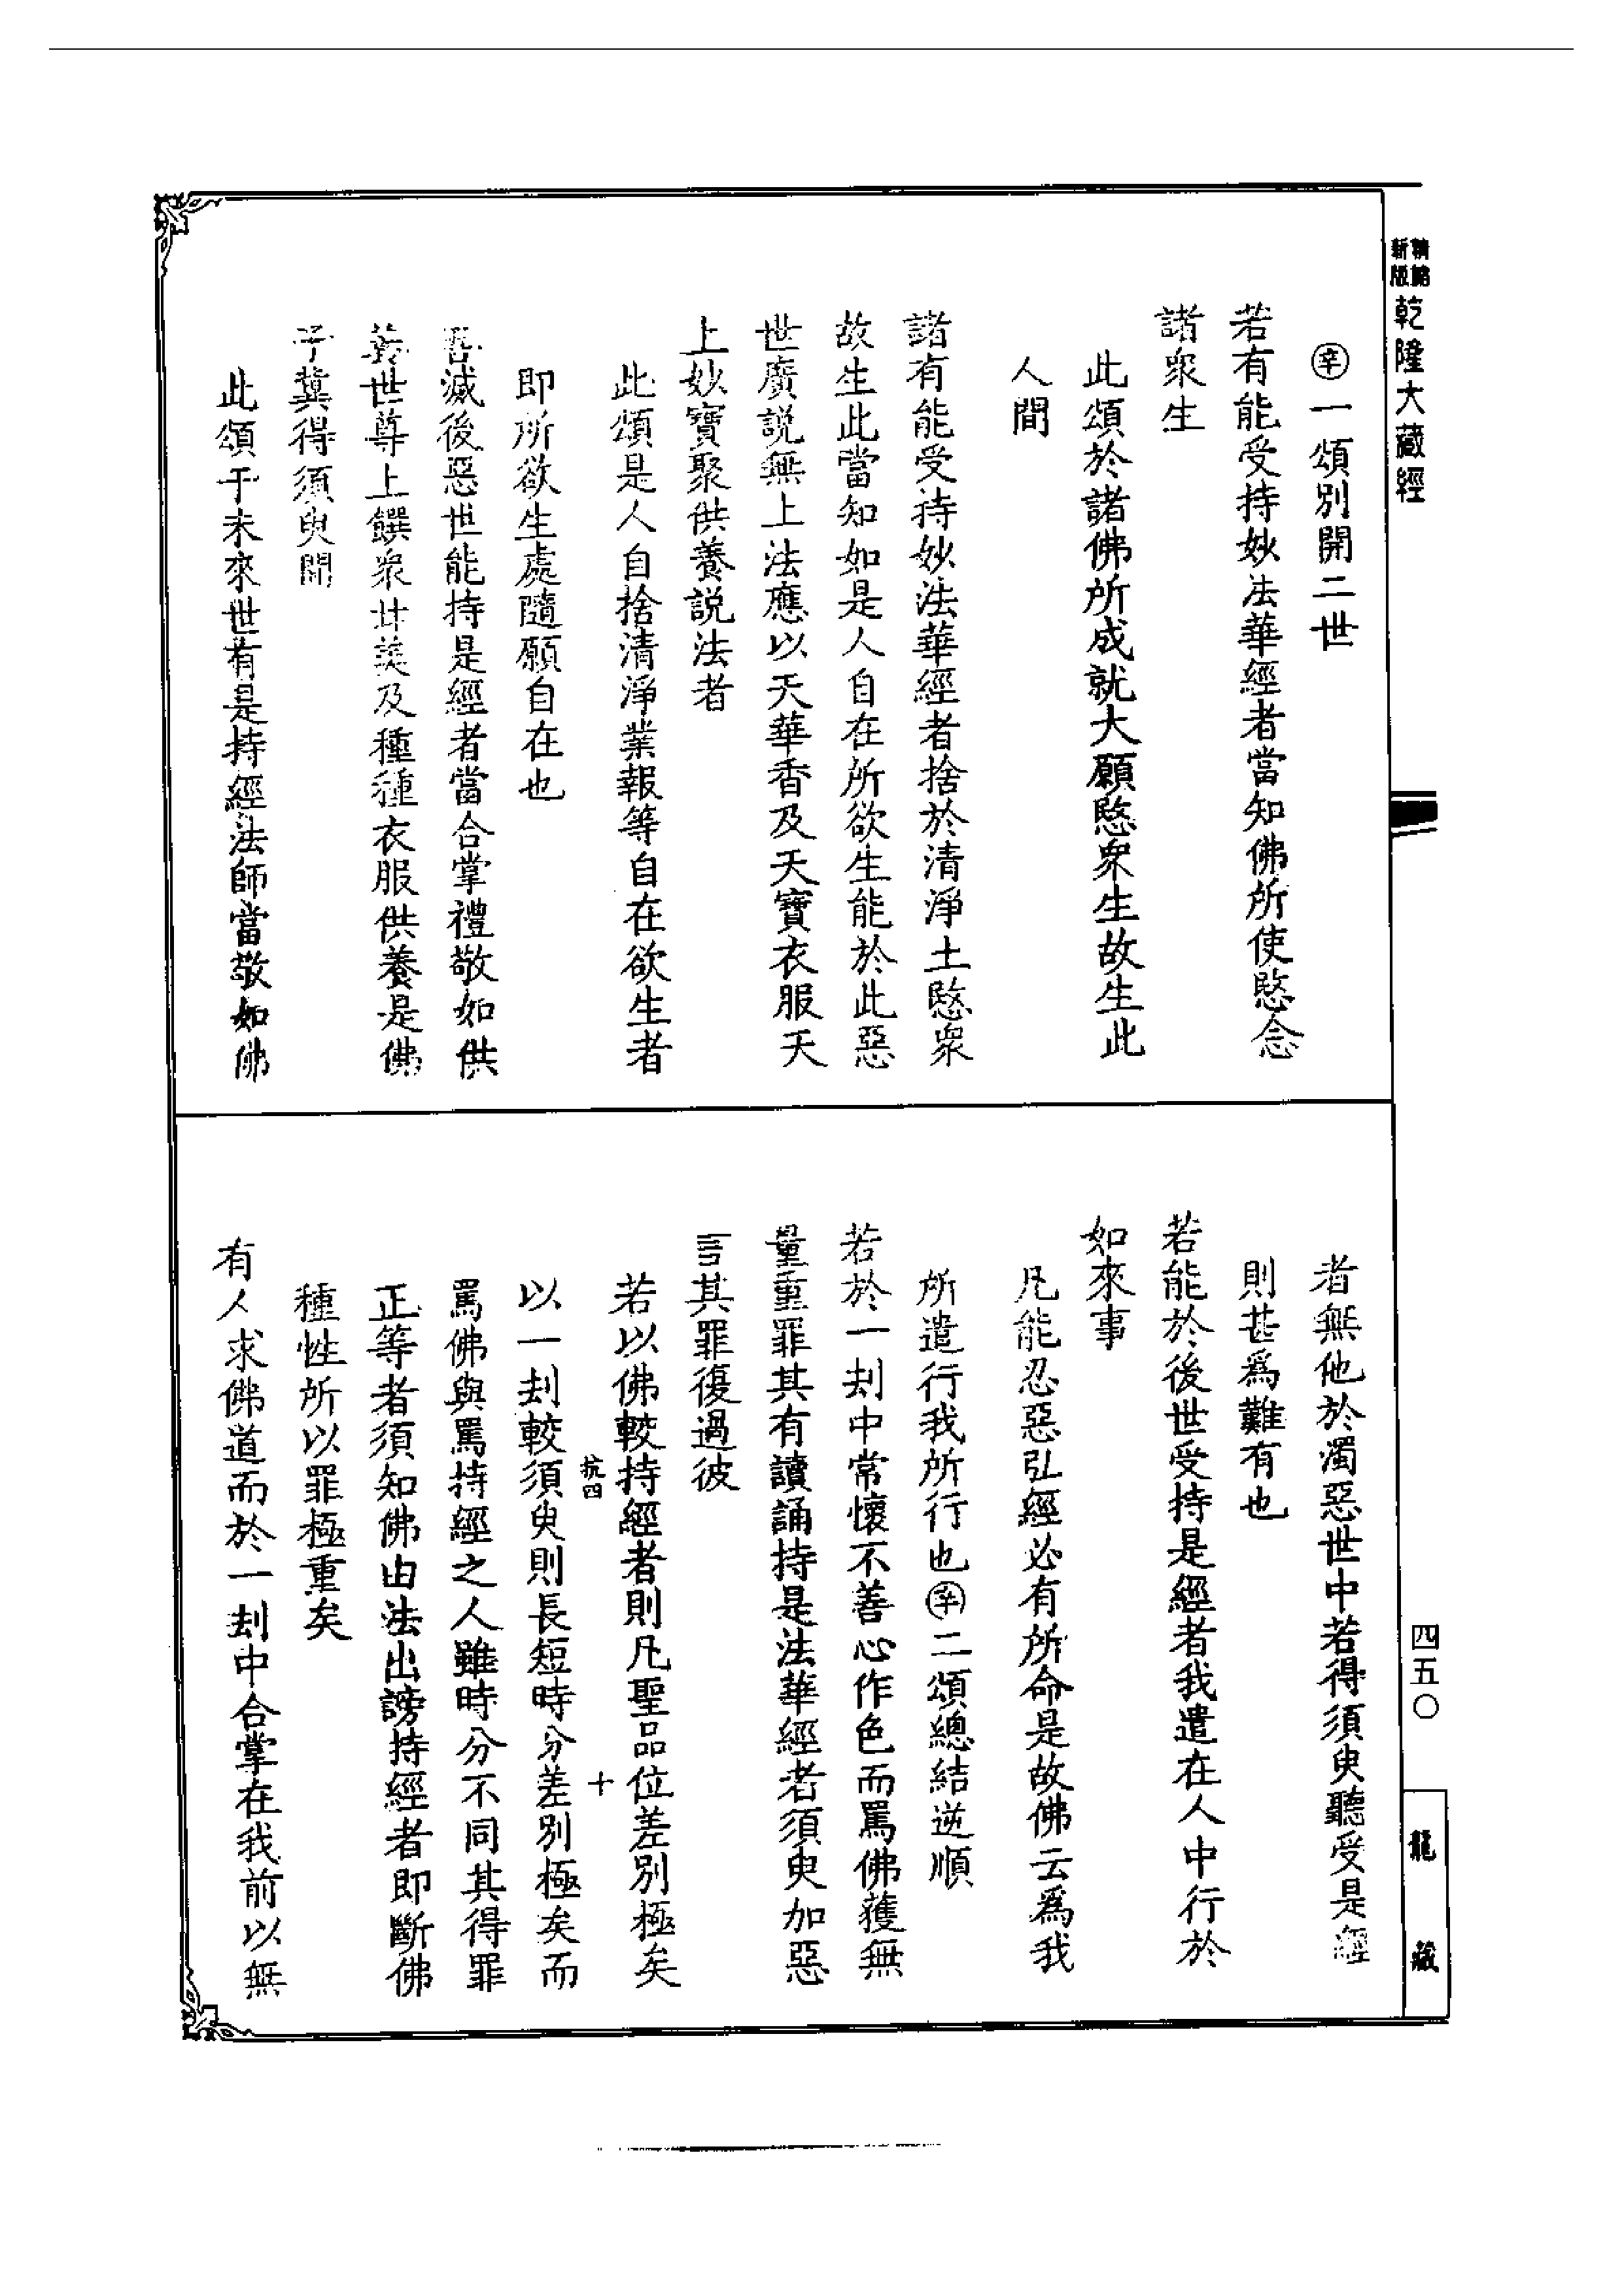 精縮
新版
乾隆大藏經
㊛一頌別開二世
若有能受持妙法華經者當知佛所使愍念
諸衆生
此頌於諸佛所成就大願愍衆生故生此
人間
諸有能受持妙法華經者捨於清淨土愍衆
故生此當知如是人自在所欲生能於此惡
世廣説無上法應以天華香及天寶衣服天
上妙寶聚供養説法者
此頌是人自捨清淨業報等自在欲生者
即所欲生處隨願自在也
吾滅後惡世能持是經者當合掌禮敬如供
養世尊上饌衆甘美及種種衣服供養是佛
子冀得須臾聞
此頌于未來世有是持經法師當敬如佛
者無他於濁惡世中若得須臾聽受是經
則甚爲難有也
若能於後世受持是經者我遣在人中行於
如來事
凡能忍惡弘經必有所命是故佛云爲我
所遣行我所行也㊛二頌總結逆順
若於一刦中常懷不善心作色而罵佛獲無
量重罪其有讀誦持是法華經者須臾加惡
言其罪復過彼
若以佛較持經者則凡聖品位差別極矣
抗四
十
以一刦較須臾則長短時分差別極矣而
罵佛與罵持經之人雖時分不同其得罪
正等者須知佛由法出謗持經者即斷佛
種性所以罪極重矣
有人求佛道而於一刦中合掌在我前以無
四五〇
龍藏